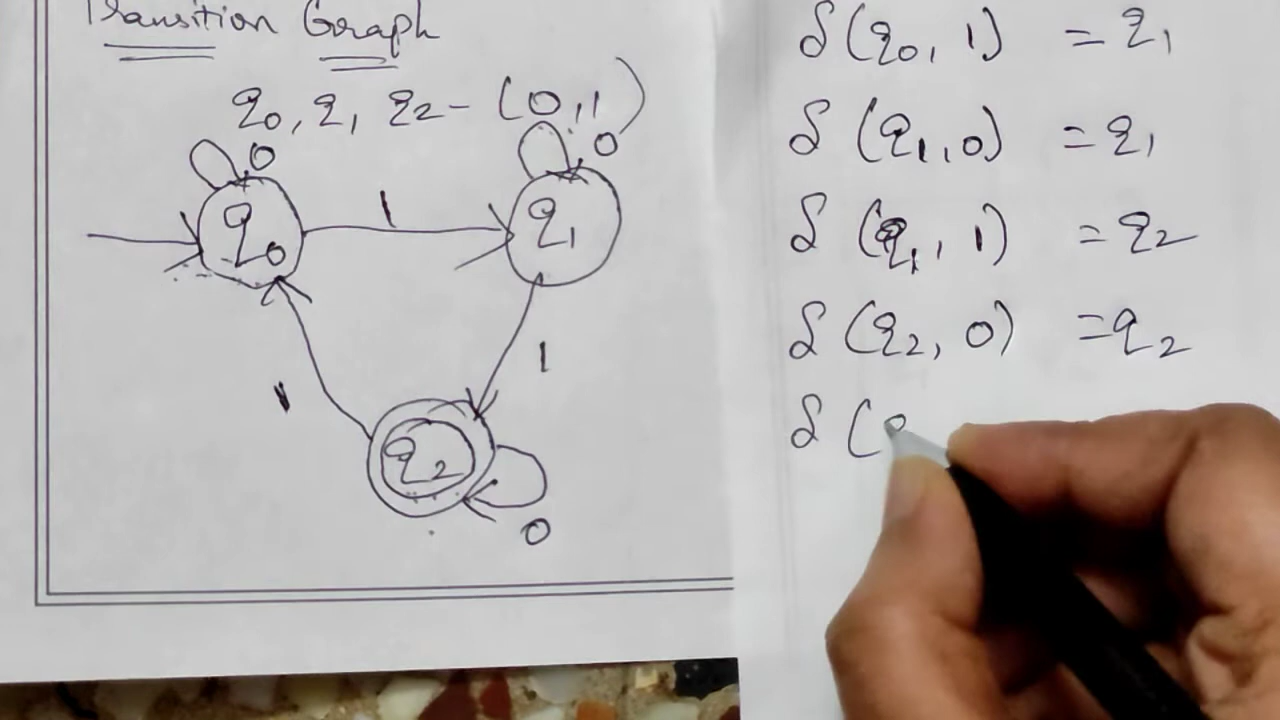 Transition Graph
q0, q1 q2 - (0,1)
0
0
q0
1
q1
1
1
q2
0
δ(q0, 1) = q1
δ (q1, 0) = q1
δ (q1, 1) = q2
δ (q2, 0) = q2
δ (q